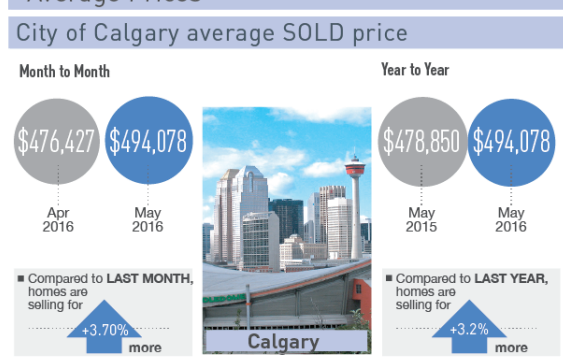 Average Prices
City of Calgary average SOLD price
Month to Month
$476,427
$494,078
Apr
2016
May
2016
Year to Year
$478,850
$494,078
May
2015
May
2016
Compared to LAST MONTH,
homes are
selling for
+3.70%
more
Calgary
Compared to LAST YEAR,
homes are
selling for
+3.2%
more